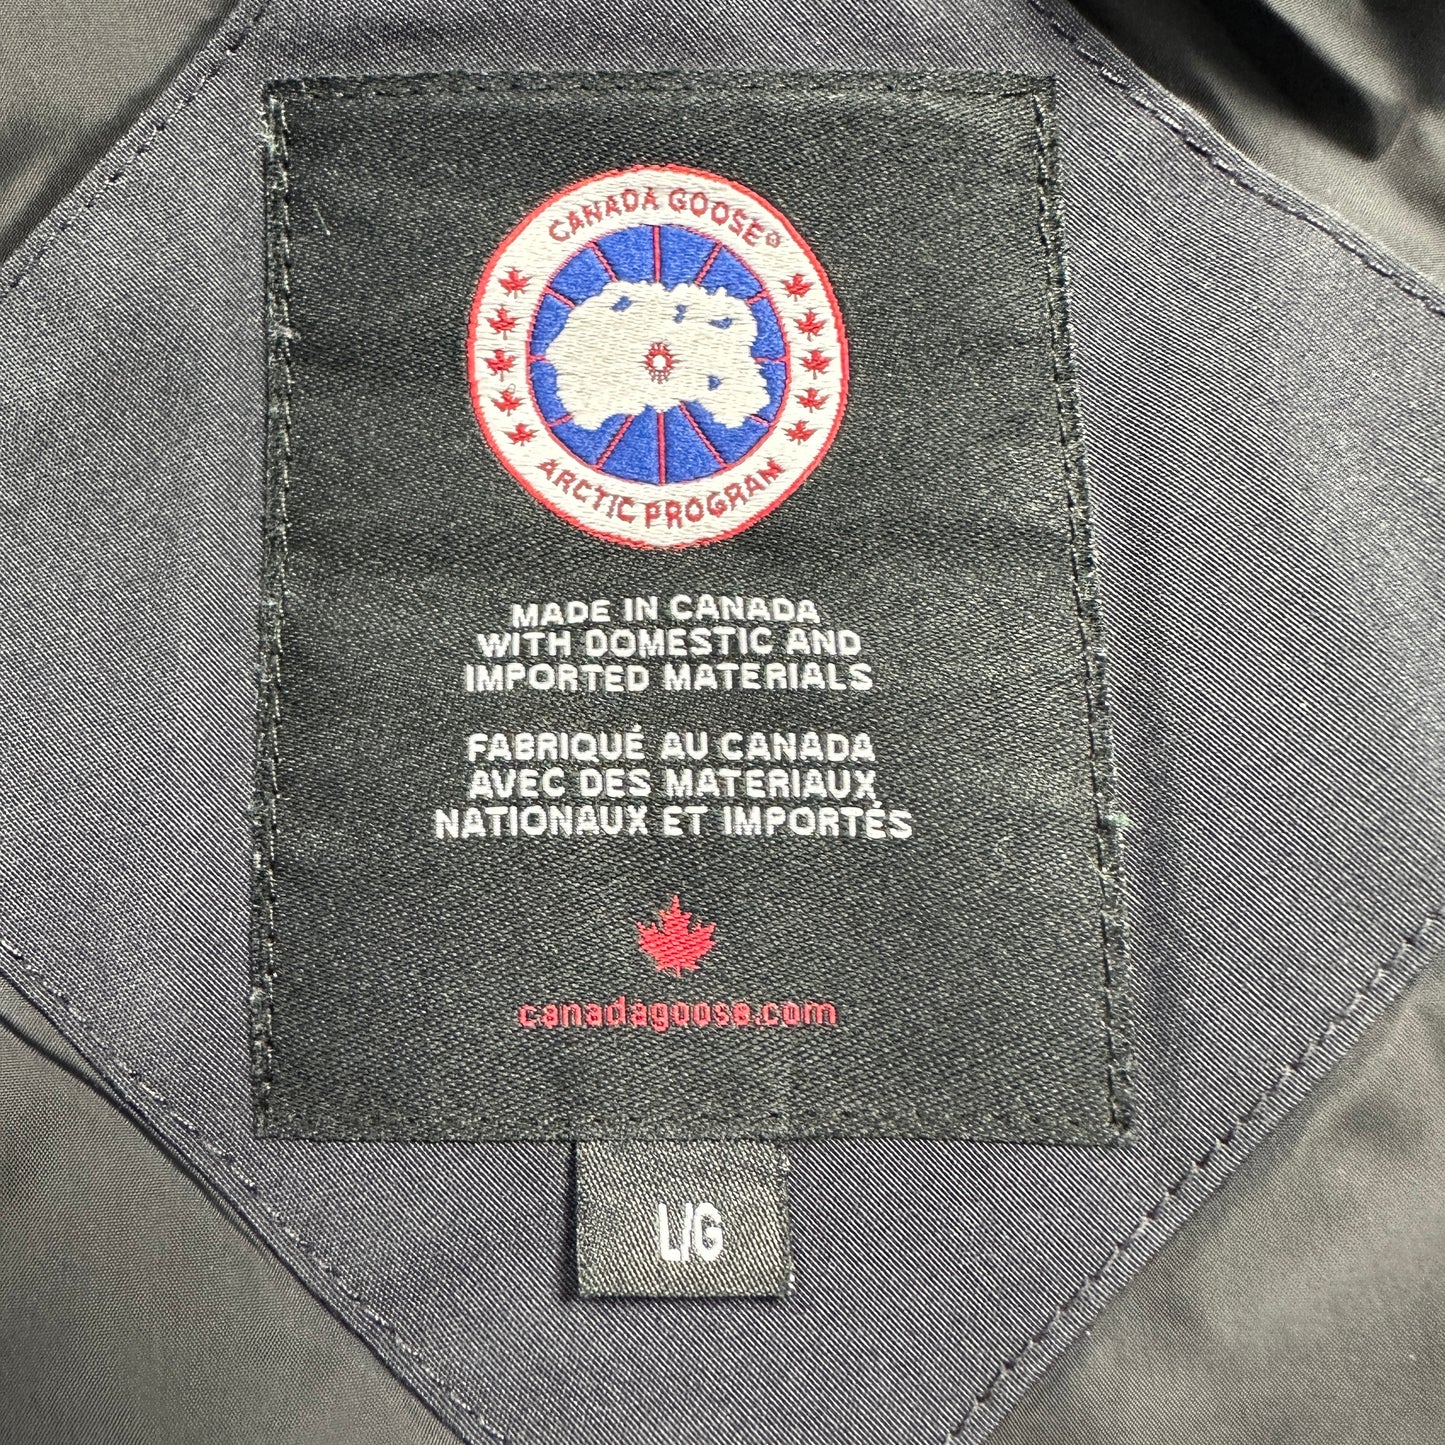 CANADA GOOSE®
ARCTIC PROGRAM
MADE IN CANADA
WITH DOMESTIC AND
IMPORTED MATERIALS
FABRIQUÉ AU CANADA
AVEC DES MATERIAUX
NATIONAUX ET IMPORTÉS
canadagoose.com
L/G